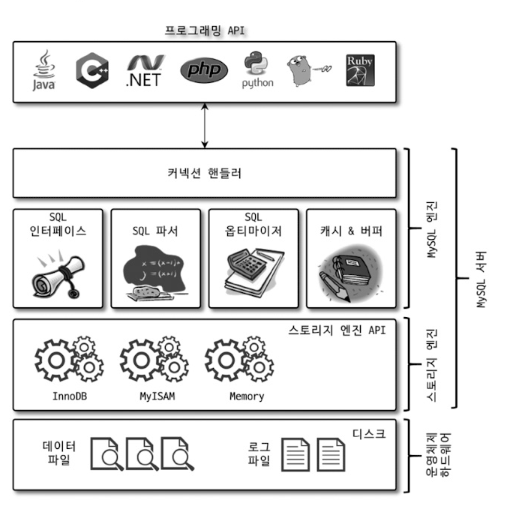 프로그래밍 API
Java
C++
.NET
php
python
GO
Ruby
커넥션 핸들러
SQL
인터페이스
SQL 파서
SQL
옵티마이저
캐시 & 버퍼
MySQL 엔진
MySQL 서버
스토리지 엔진 API
InnoDB
MyISAM
Memory
스토리지 엔진
디스크
데이터
파일
로그
파일
운영체제
하드웨어